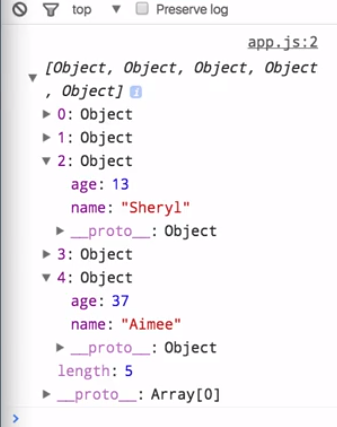 top Preserve log
app.js:2
[Object, Object, Object, Object
, Object]
0: Object
1: Object
2: Object
age: 13
name: "Sheryl"
__proto__: Object
3: Object
4: Object
age: 37
name: "Aimee"
__proto__: Object
length: 5
__proto__: Array[0]